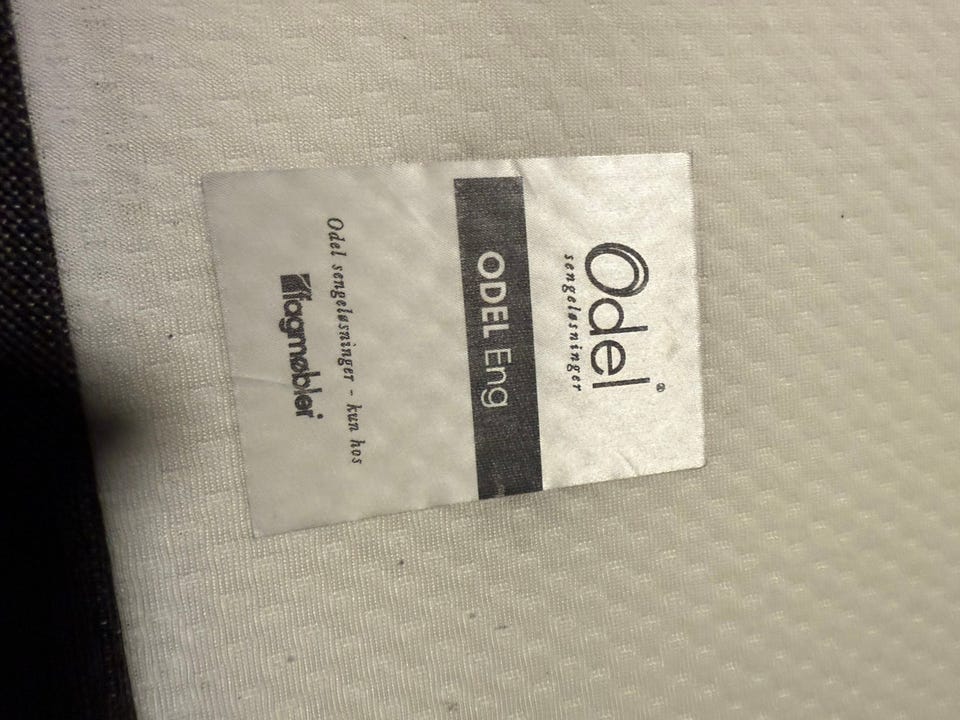 Odel®
sengeløsninger
ODEL Eng
Odel sengeløsninger - kun hos
fagmøbler